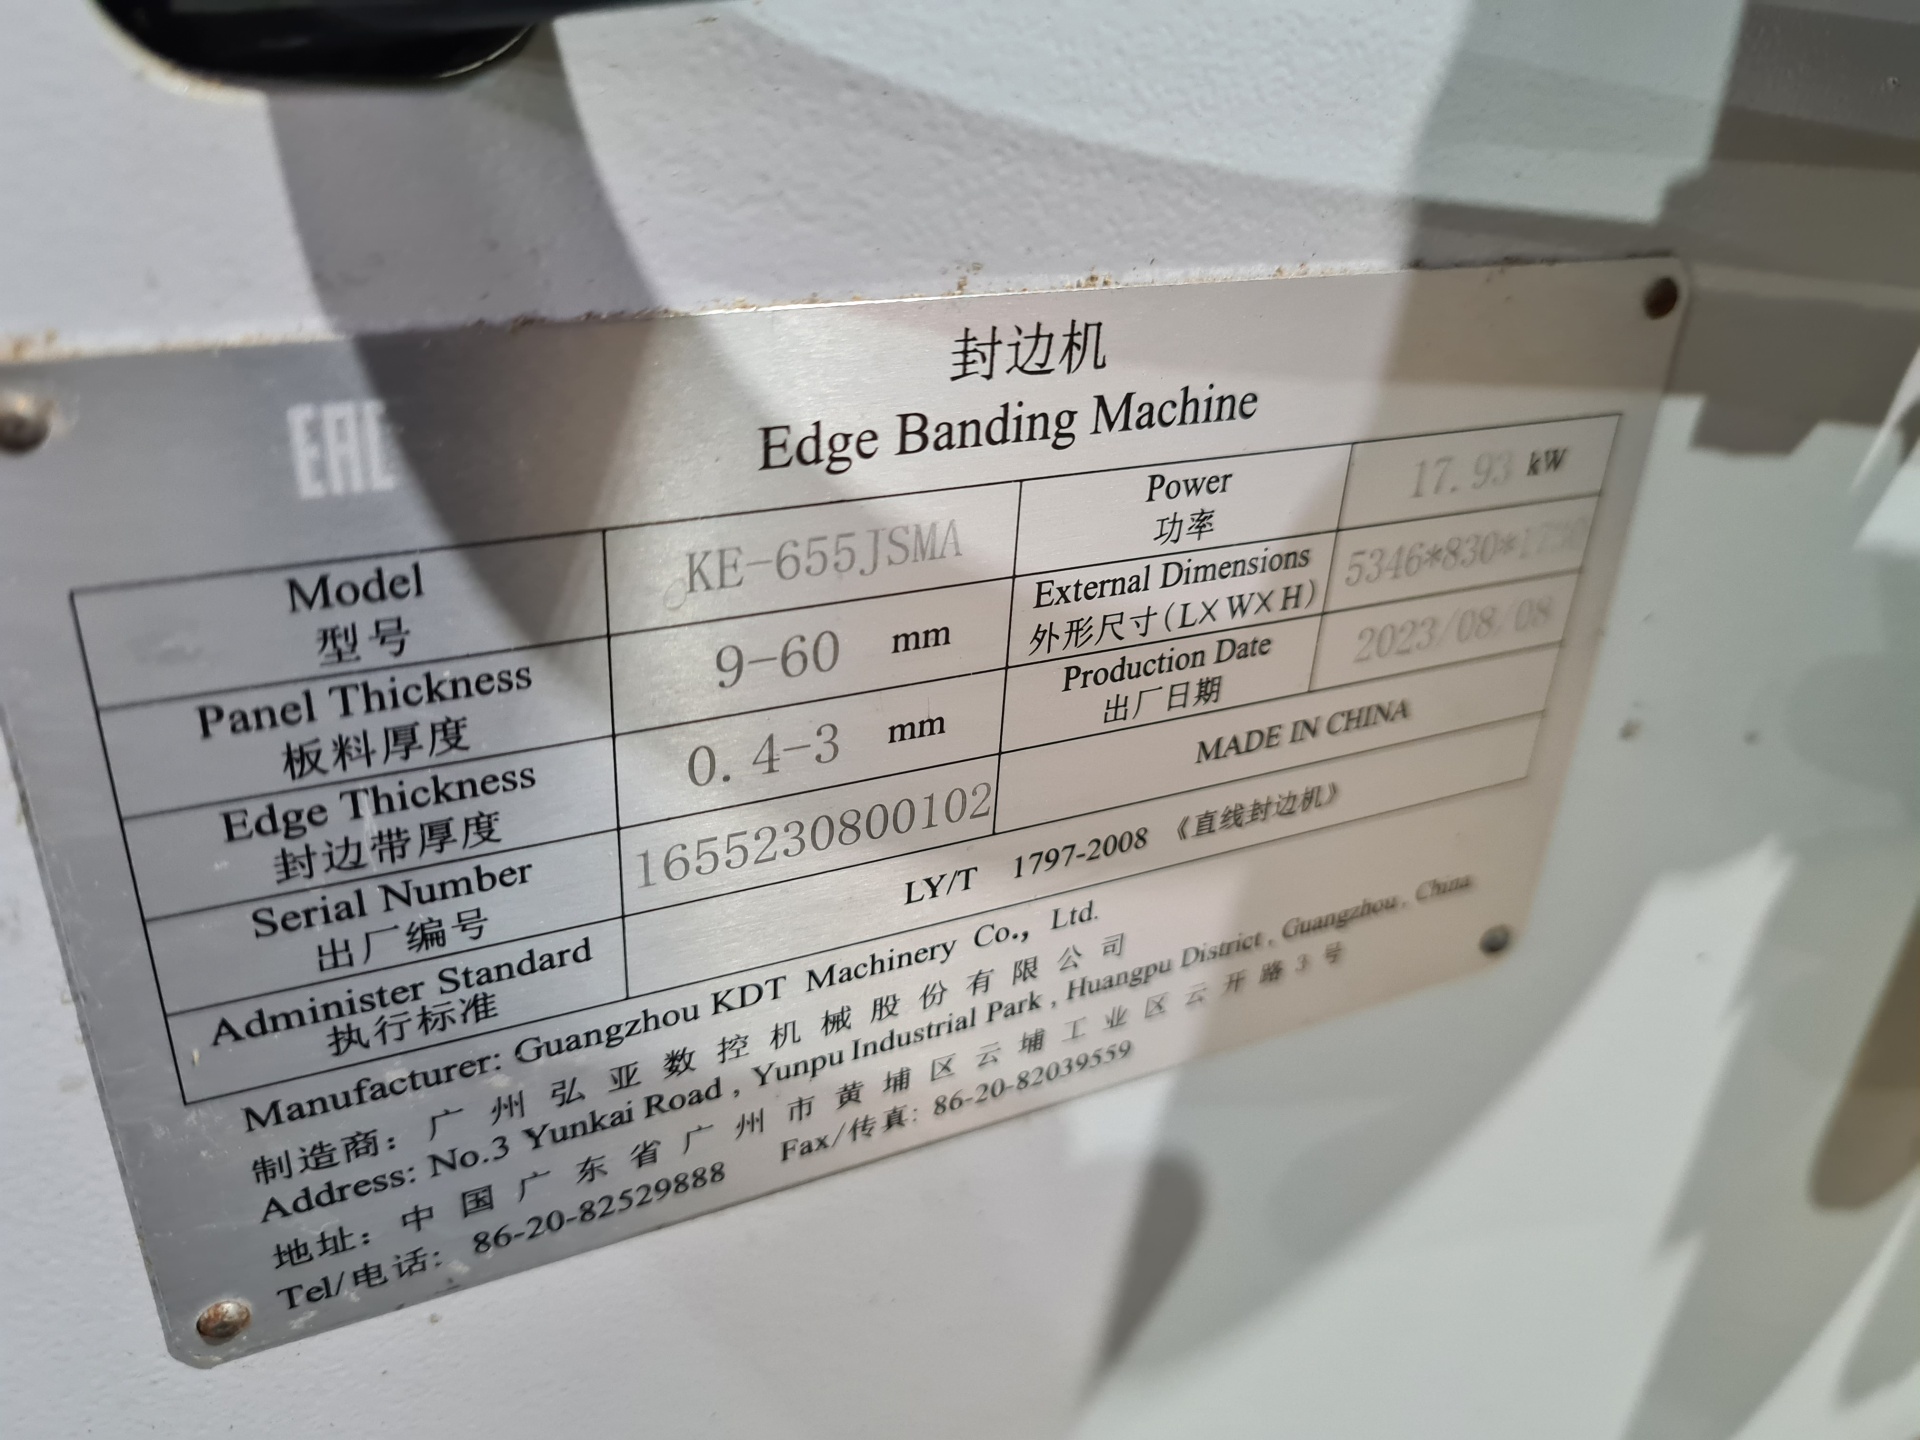 封边机
Edge Banding Machine
EAC
Model
型号
KE-655JSMA
Power
功率
17.93 kW
Panel Thickness
板料厚度
9-60 mm
External Dimensions
外形尺寸(L×W×H)
5346*830*
Edge Thickness
封边带厚度
0.4-3 mm
Production Date
出厂日期
2023/08/08
Serial Number
出厂编号
1655230800102
MADE IN CHINA
Administer Standard
执行标准
LY/T 1797-2008 《直线封边机》
Manufacturer: Guangzhou KDT Machinery Co., Ltd.
制造商: 广州弘亚数控机械股份有限公司
Address: No.3 Yunkai Road, Yunpu Industrial Park, Huangpu District, Guangzhou, China
地址: 中国广东省广州市黄埔区云埔工业区云开路3号
Tel/电话: 86-20-82529888 Fax/传真: 86-20-82039559